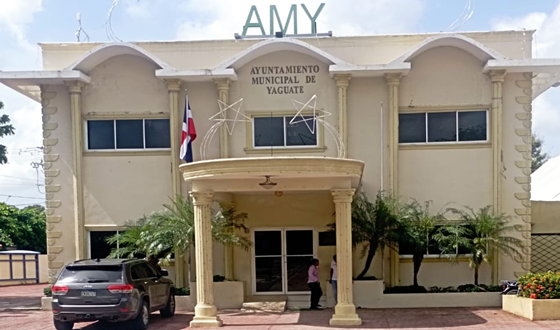 AMY
AYUNTAMIENTO
MUNICIPAL DE
YAGUATE